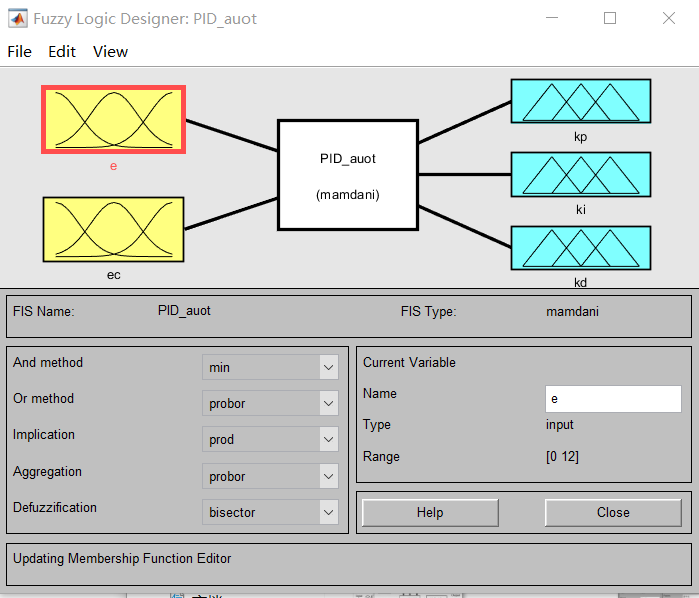 Fuzzy Logic Designer: PID_auot
File Edit View
e
ec
PID_auot
(mamdani)
kp
ki
kd
FIS Name: PID_auot FIS Type: mamdani
And method min
Or method probor
Implication prod
Aggregation probor
Defuzzification bisector
Current Variable
Name e
Type input
Range [0 12]
Help Close
Updating Membership Function Editor